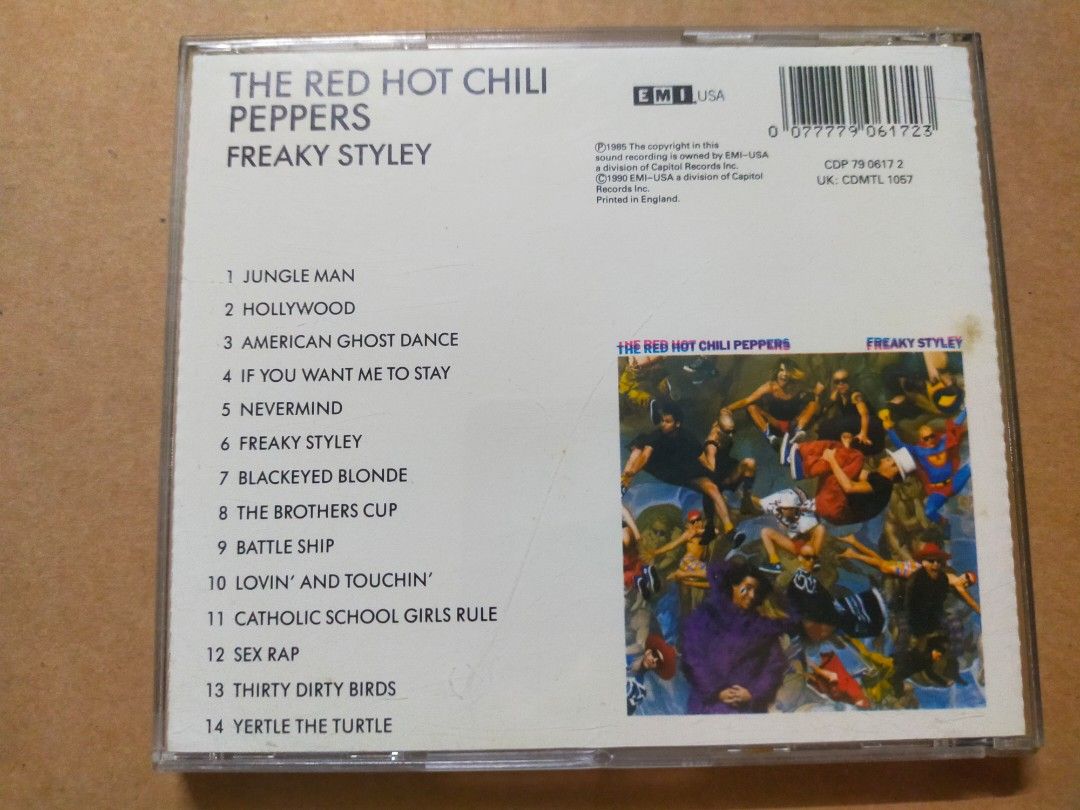 THE RED HOT CHILI
PEPPERS
FREAKY STYLEY
EMI USA
0 077779 061723
Ⓟ1985 The copyright in this
sound recording is owned by EMI–USA
a division of Capitol Records Inc.
©1990 EMI–USA a division of Capitol
Records Inc.
Printed in England.
CDP 79 0617 2
UK: CDMTL 1057
1 JUNGLE MAN
2 HOLLYWOOD
3 AMERICAN GHOST DANCE
4 IF YOU WANT ME TO STAY
5 NEVERMIND
6 FREAKY STYLEY
7 BLACKEYED BLONDE
8 THE BROTHERS CUP
9 BATTLE SHIP
10 LOVIN' AND TOUCHIN'
11 CATHOLIC SCHOOL GIRLS RULE
12 SEX RAP
13 THIRTY DIRTY BIRDS
14 YERTLE THE TURTLE
THE RED HOT CHILI PEPPERS FREAKY STYLEY